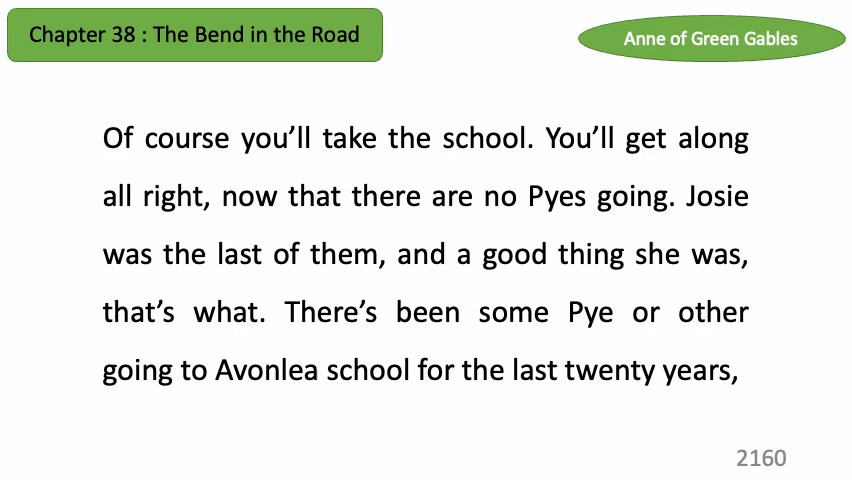 Chapter 38 : The Bend in the Road
Anne of Green Gables
Of course you’ll take the school. You’ll get along
all right, now that there are no Pyes going. Josie
was the last of them, and a good thing she was,
that’s what. There’s been some Pye or other
going to Avonlea school for the last twenty years,
2160